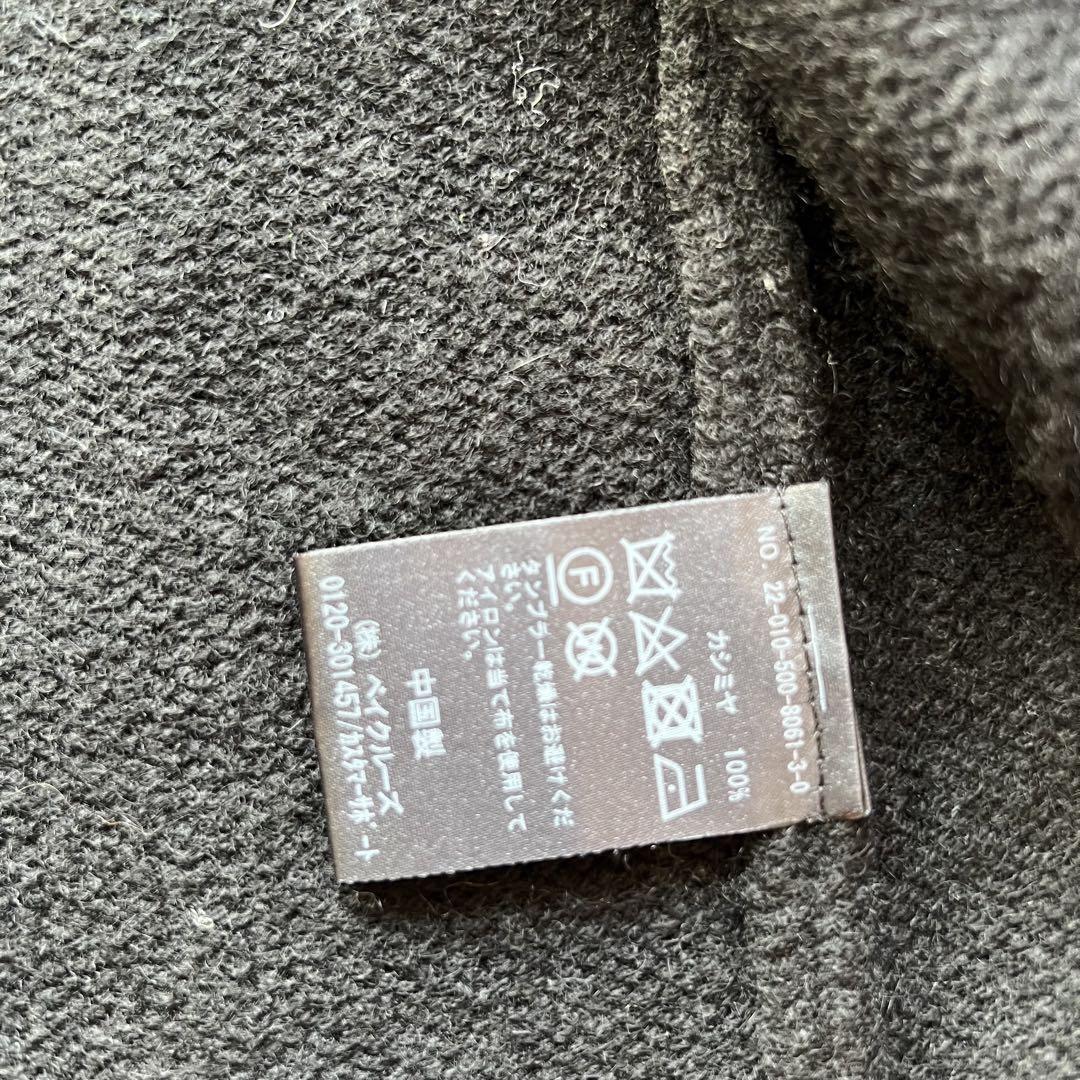 NO. 22-010-500-8061-3-0
カシミヤ 100%
F
タンブラー乾燥はお避けくだ
さい。
アイロンは当て布を使用して
ください。
中国製
(株) ベイクルーズ
0120-301457/カスタマーサポート